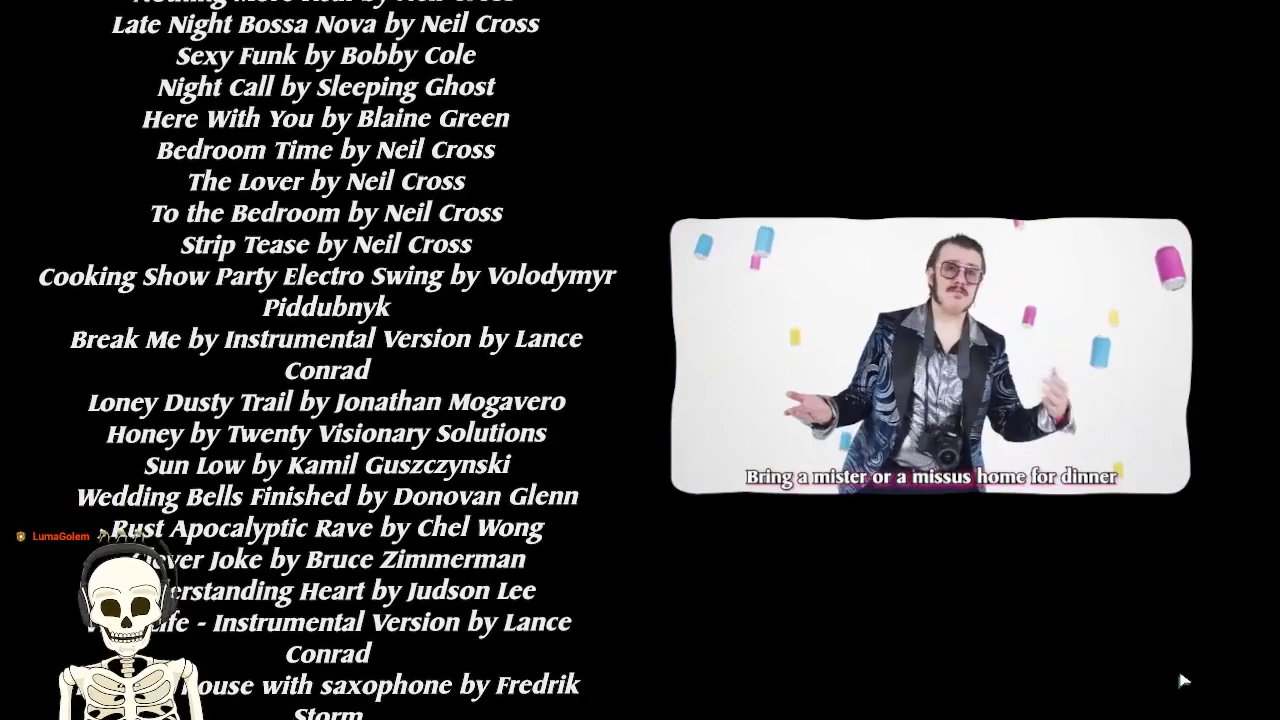 Late Night Bossa Nova by Neil Cross
Sexy Funk by Bobby Cole
Night Call by Sleeping Ghost
Here With You by Blaine Green
Bedroom Time by Neil Cross
The Lover by Neil Cross
To the Bedroom by Neil Cross
Strip Tease by Neil Cross
Cooking Show Party Electro Swing by Volodymyr
Piddubnyk
Break Me by Instrumental Version by Lance
Conrad
Loney Dusty Trail by Jonathan Mogavero
Honey by Twenty Visionary Solutions
Sun Low by Kamil Guszczynski
Wedding Bells Finished by Donovan Glenn
Rust Apocalyptic Rave by Chel Wong
Joke by Bruce Zimmerman
Heart by Judson Lee
- Instrumental Version by Lance
Conrad
with saxophone by Fredrik
Storm
Bring a mister or a missus home for dinner
LumaGolem